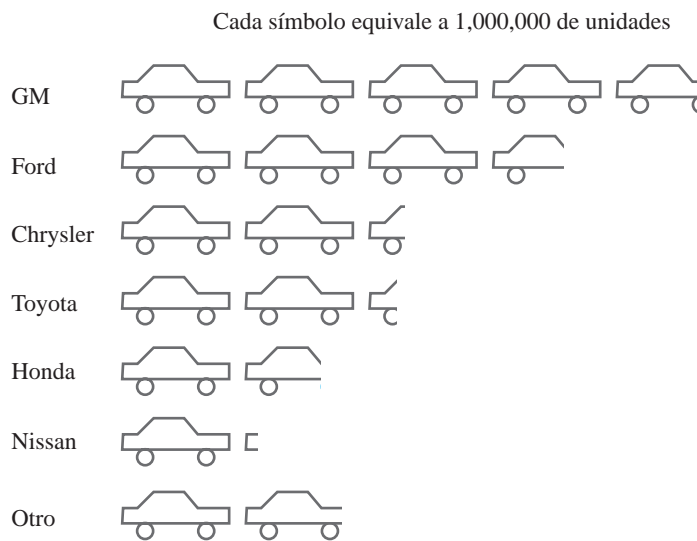 Cada símbolo equivale a 1,000,000 de unidades
GM
Ford
Chrysler
Toyota
Honda
Nissan
Otro